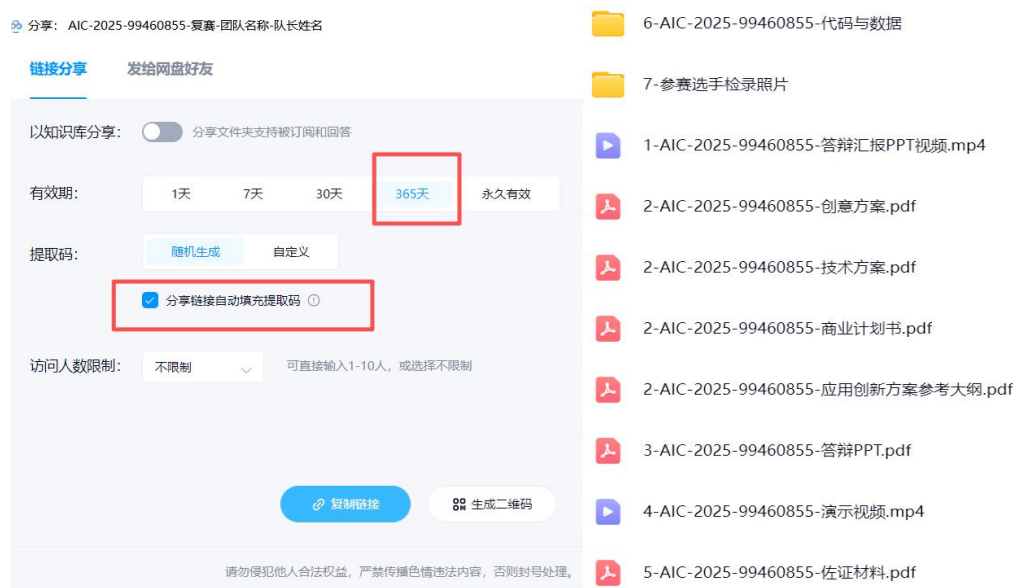 分享： AIC-2025-99460855-复赛-团队名称-队长姓名
链接分享 发给网盘好友
以知识库分享： 分享文件夹支持被订阅和回答
有效期： 1天 7天 30天 365天 永久有效
提取码： 随机生成 自定义
分享链接自动填充提取码
访问人数限制： 不限制 可直接输入1-10人，或选择不限制
复制链接 生成二维码
请勿侵犯他人合法权益，严禁传播色情违法内容，否则封号处理。
6-AIC-2025-99460855-代码与数据
7-参赛选手检录照片
1-AIC-2025-99460855-答辩汇报PPT视频.mp4
2-AIC-2025-99460855-创意方案.pdf
2-AIC-2025-99460855-技术方案.pdf
2-AIC-2025-99460855-商业计划书.pdf
2-AIC-2025-99460855-应用创新方案参考大纲.pdf
3-AIC-2025-99460855-答辩PPT.pdf
4-AIC-2025-99460855-演示视频.mp4
5-AIC-2025-99460855-佐证材料.pdf